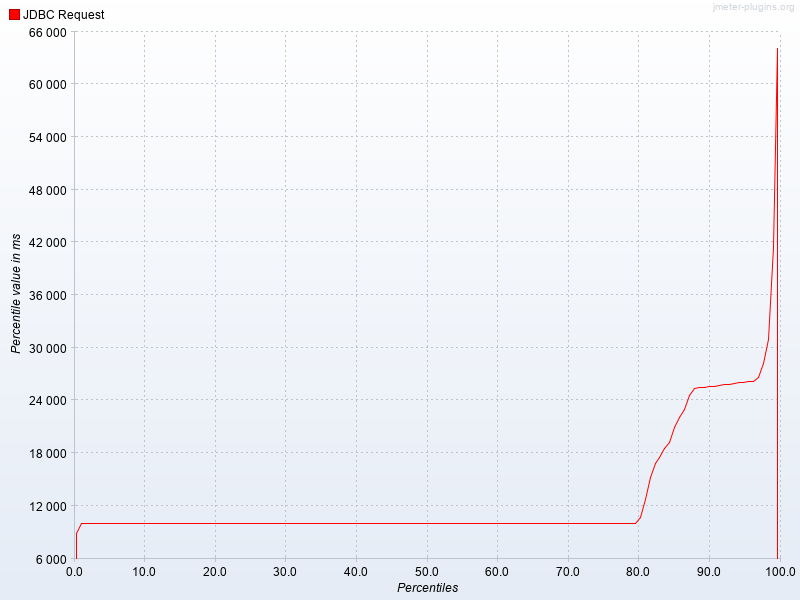 jmeter-plugins.org
JDBC Request
66 000
60 000
54 000
48 000
42 000
36 000
30 000
24 000
18 000
12 000
6 000
Percentile value in ms
0.0 10.0 20.0 30.0 40.0 50.0 60.0 70.0 80.0 90.0 100.0
Percentiles